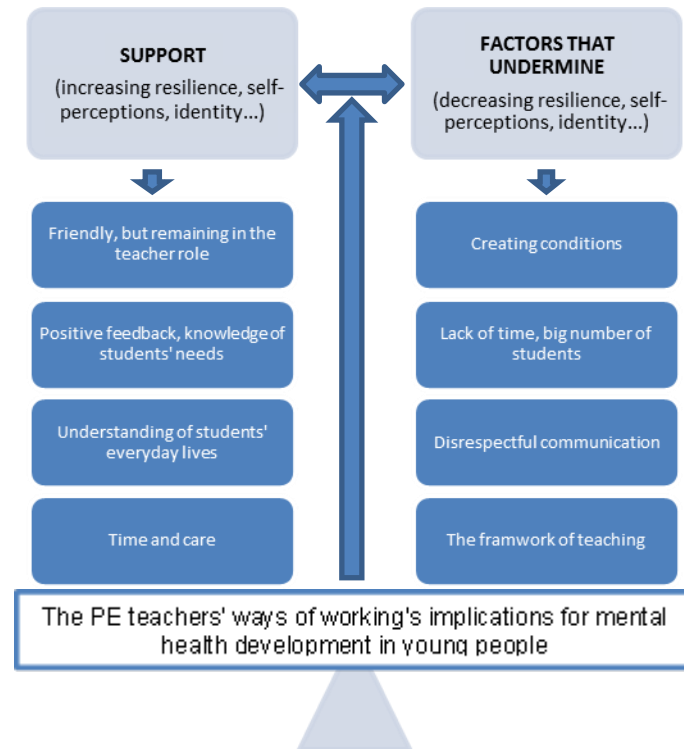 SUPPORT
(increasing resilience, self-
perceptions, identity...)
FACTORS THAT
UNDERMINE
(decreasing resilience, self-
perceptions, identity...)
Friendly, but remaining in the
teacher role
Positive feedback, knowledge of
students' needs
Understanding of students'
everyday lives
Time and care
Creating conditions
Lack of time, big number of
students
Disrespectful communication
The framwork of teaching
The PE teachers' ways of working's implications for mental
health development in young people